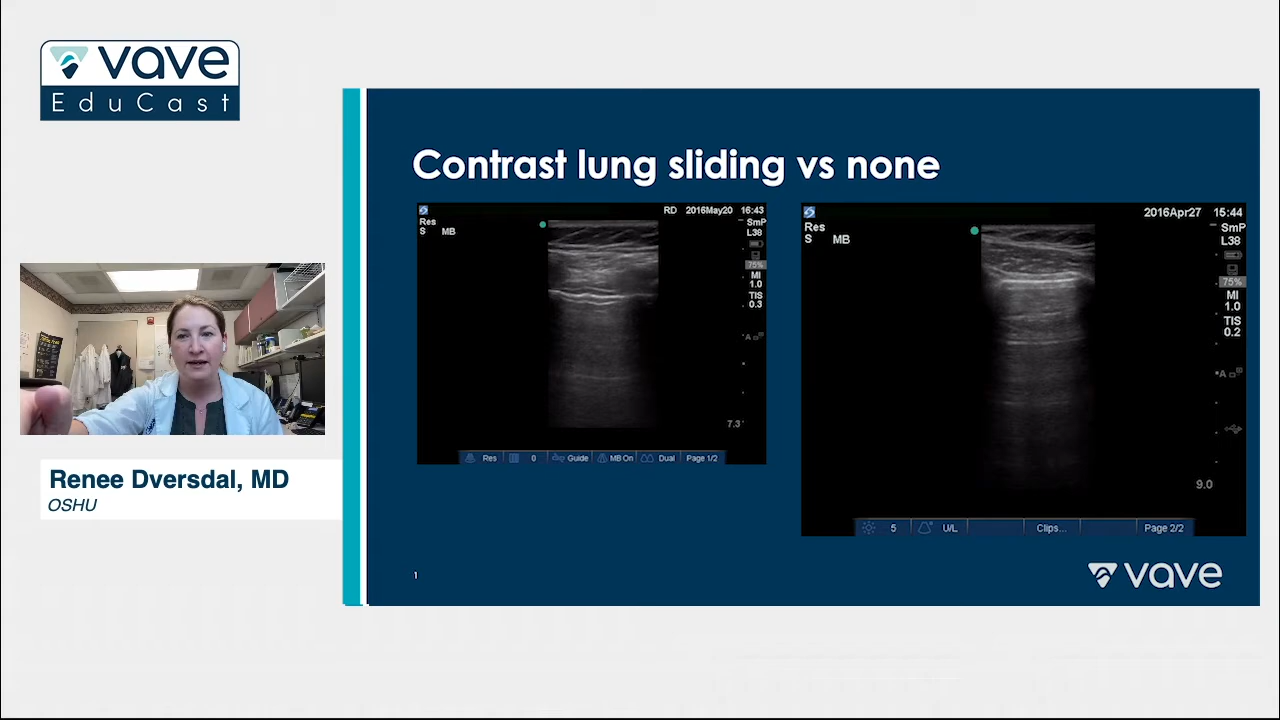 vave
EduCast
Contrast lung sliding vs none
RD 2016May20 16:43
Res
S MB
SmP
L38
75%
MI
1.0
TIS
0.3
A
7.3
Res 0 Guide MB On Dual Page 1/2
2016Apr27 15:44
Res
S MB
SmP
L38
75%
MI
1.0
TIS
0.2
A
9.0
5 U/L Clips... Page 2/2
Renee Dversdal, MD
OSHU
1
vave